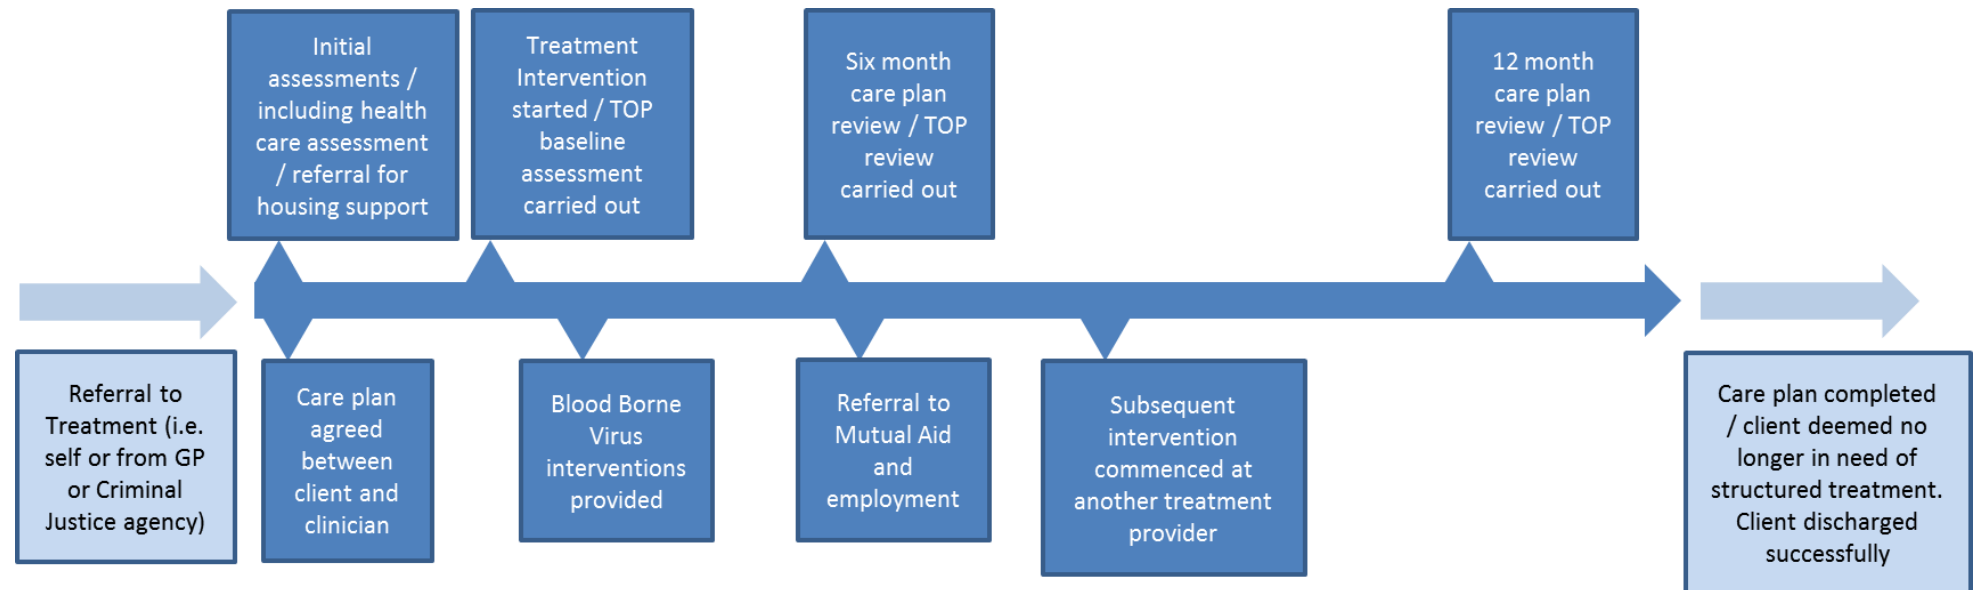 Initial
assessments /
including health
care assessment
/ referral for
housing support
Treatment
Intervention
started / TOP
baseline
assessment
carried out
Six month
care plan
review / TOP
review
carried out
12 month
care plan
review / TOP
review
carried out
Referral to
Treatment (i.e.
self or from GP
or Criminal
Justice agency)
Care plan
agreed
between
client and
clinician
Blood Borne
Virus
interventions
provided
Referral to
Mutual Aid
and
employment
Subsequent
intervention
commenced at
another treatment
provider
Care plan completed
/ client deemed no
longer in need of
structured treatment.
Client discharged
successfully